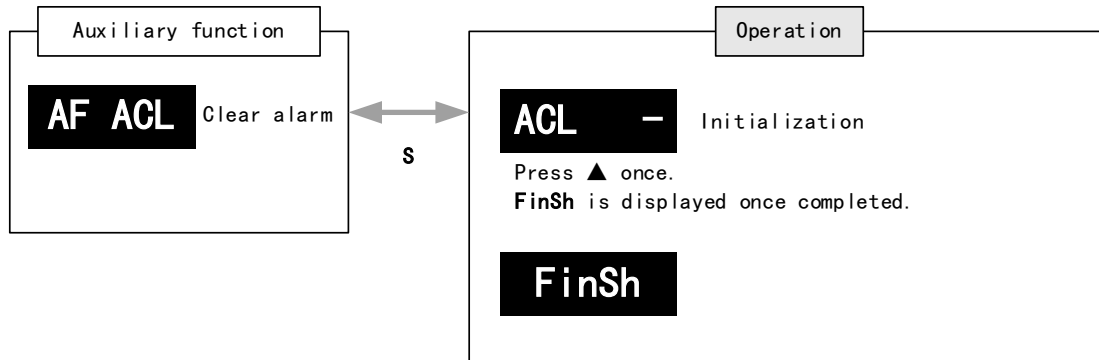 Auxiliary function
AF ACL Clear alarm
S
Operation
ACL - Initialization
Press ▲ once.
FinSh is displayed once completed.
FinSh